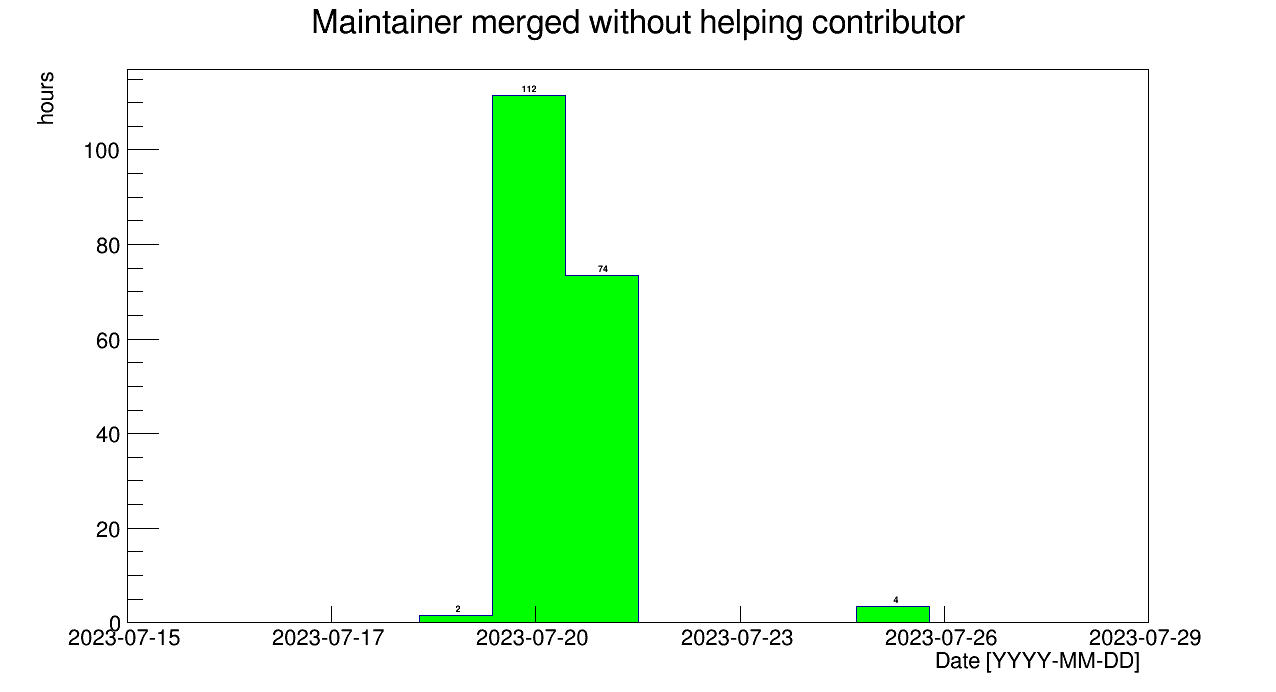 Maintainer merged without helping contributor
hours
112
100
80
74
60
40
20
2
4
0
2023-07-15 2023-07-17 2023-07-20 2023-07-23 2023-07-26 2023-07-29
Date [YYYY-MM-DD]